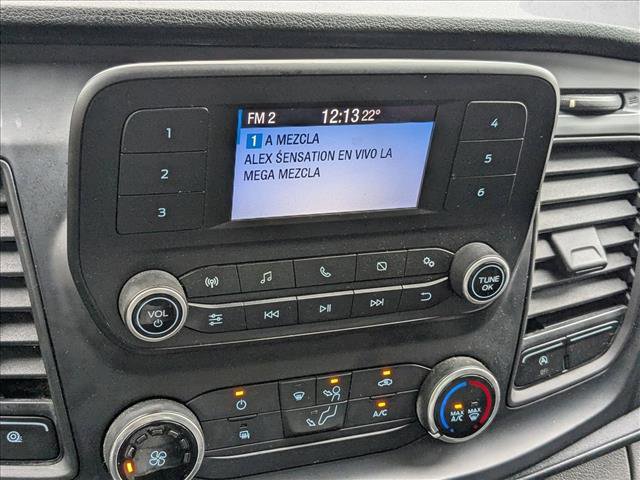 FM 2 12:13 22°
1 A MEZCLA
ALEX ŚENSATION EN VIVO LA
MEGA MEZCLA
1
2
3
4
5
6
VOL
TUNE
OK
A/C
MAX
A/C
MAX